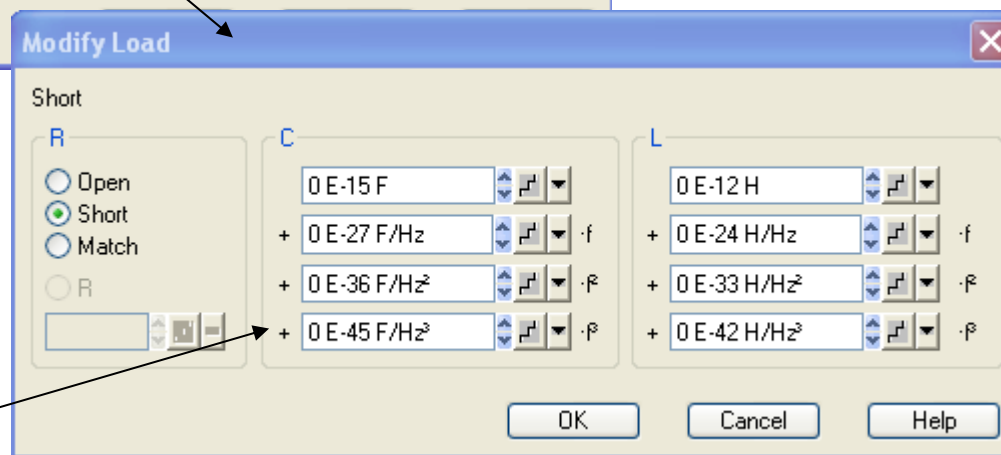 Modify Load
Short
R
Open
Short
Match
R
C
0 E-15 F
+ 0 E-27 F/Hz ·f
+ 0 E-36 F/Hz² ·f²
+ 0 E-45 F/Hz³ ·f³
L
0 E-12 H
+ 0 E-24 H/Hz ·f
+ 0 E-33 H/Hz² ·f²
+ 0 E-42 H/Hz³ ·f³
OK Cancel Help